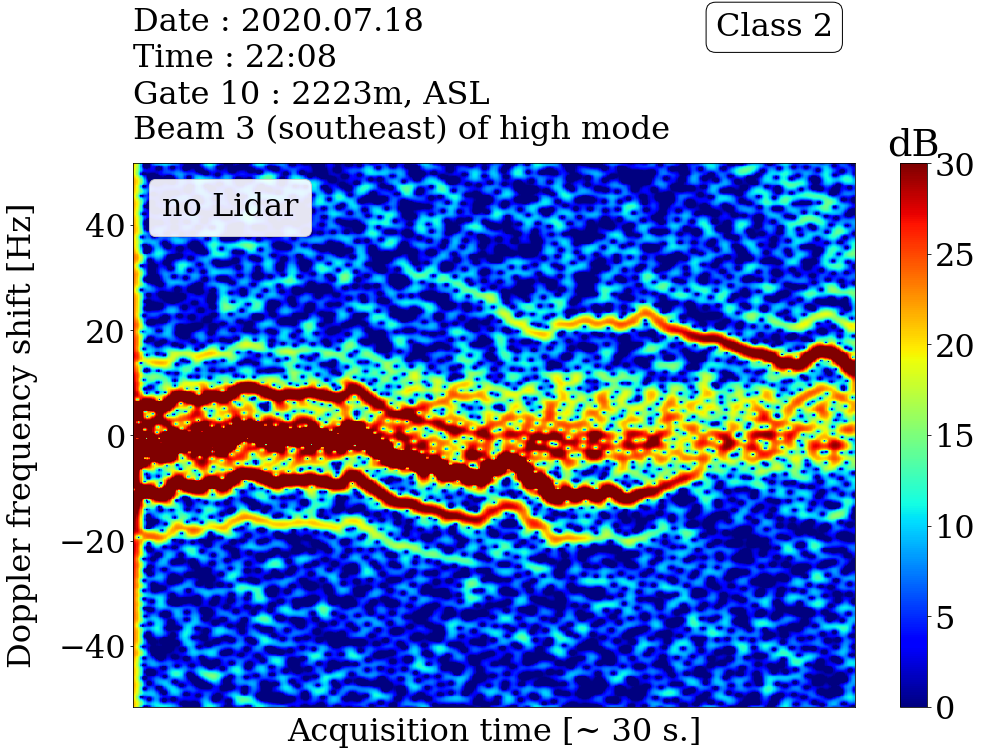 Date : 2020.07.18
Time : 22:08
Gate 10 : 2223m, ASL
Beam 3 (southeast) of high mode
Class 2
no Lidar
Doppler frequency shift [Hz]
40
20
0
−20
−40
Acquisition time [~ 30 s.]
dB
30
25
20
15
10
5
0